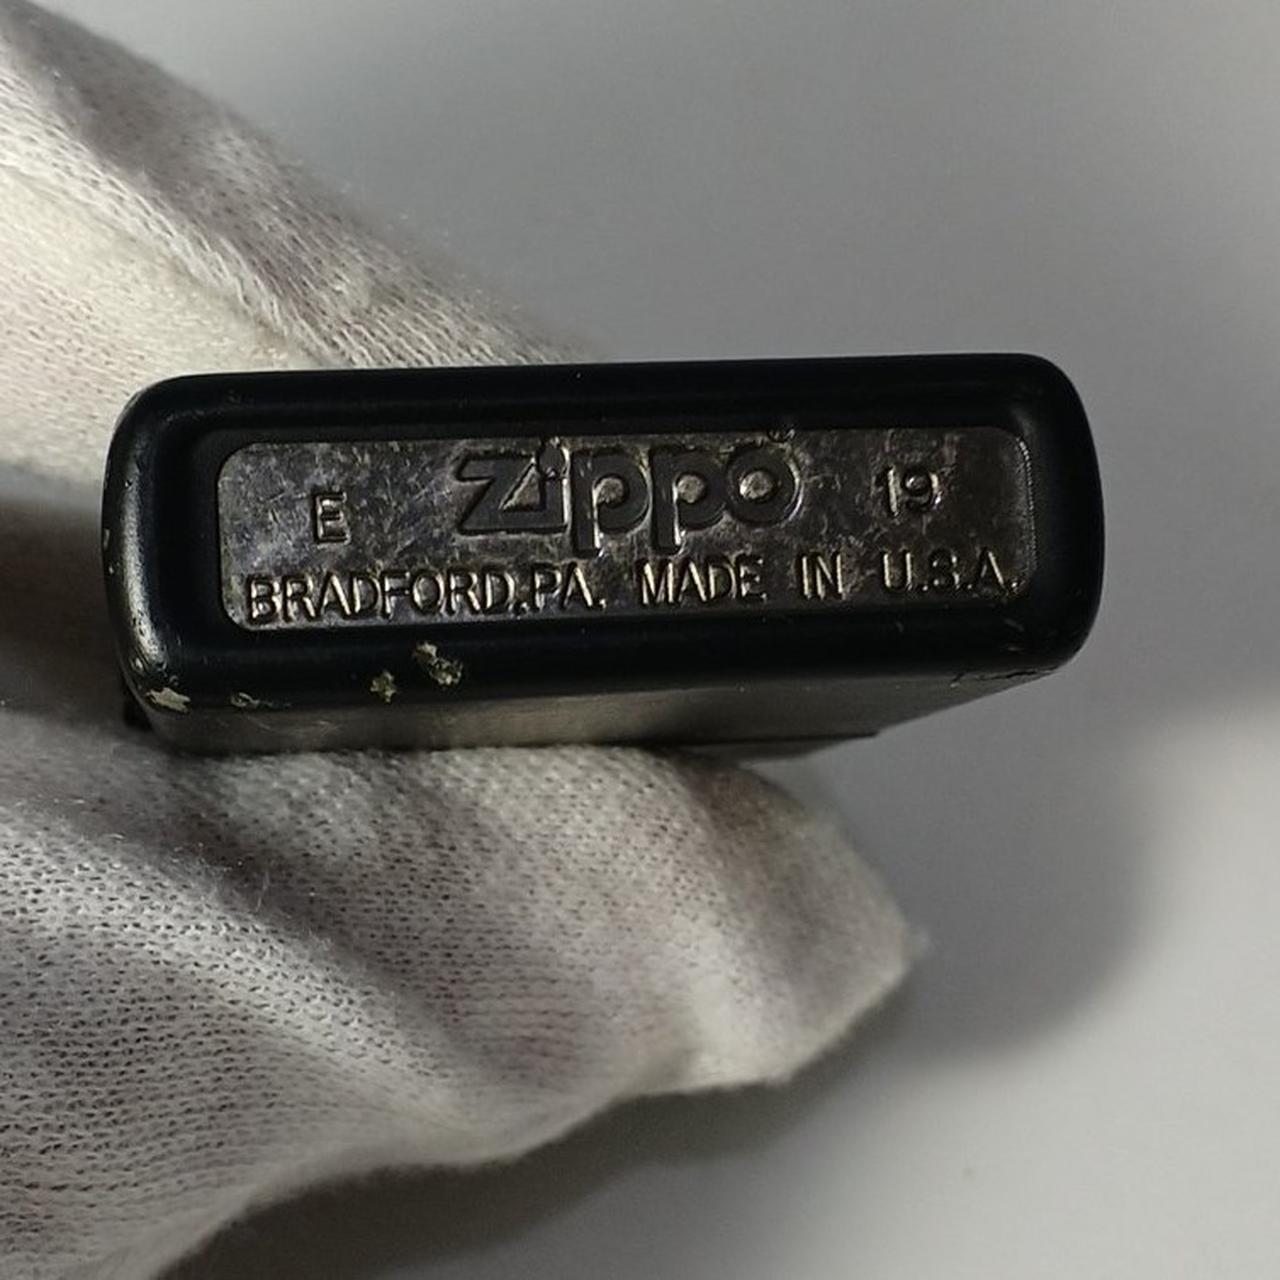 E zippo® 19
BRADFORD,PA. MADE IN U.S.A.